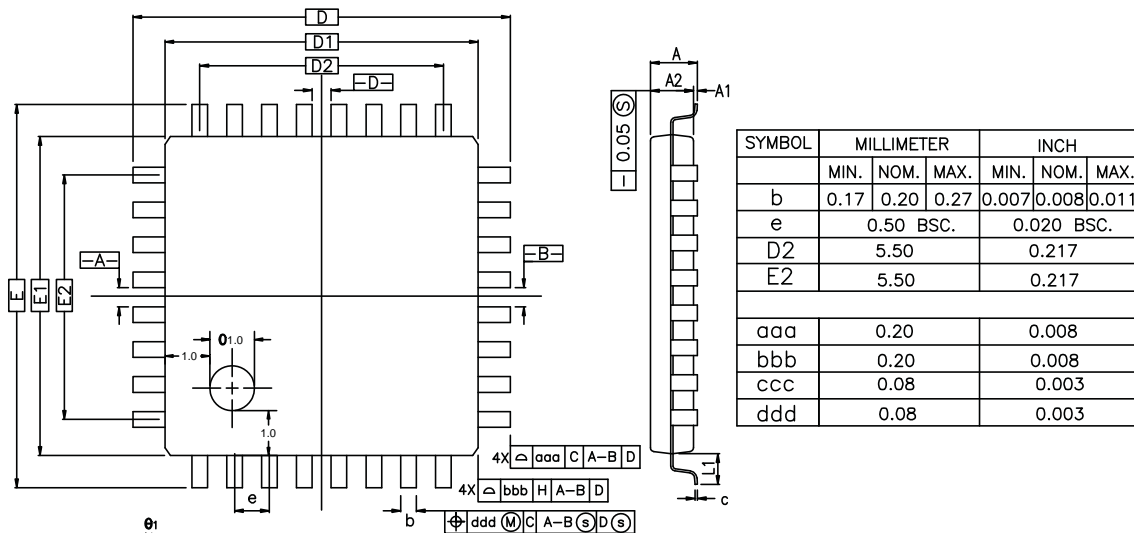 D
D1
D2
-D-
A
A2
A1
— 0.05 Ⓢ
E
E1
E2
-A-
-B-
1.0
01.0
1.0
4X ⌓ aaa C A-B D
4X ⌓ bbb H A-B D
⌖ ddd Ⓜ C A-B Ⓢ D Ⓢ
e
b
θ1
L1
c
SYMBOL MILLIMETER INCH
MIN. NOM. MAX. MIN. NOM. MAX.
b 0.17 0.20 0.27 0.007 0.008 0.011
e 0.50 BSC. 0.020 BSC.
D2 5.50 0.217
E2 5.50 0.217
aaa 0.20 0.008
bbb 0.20 0.008
ccc 0.08 0.003
ddd 0.08 0.003